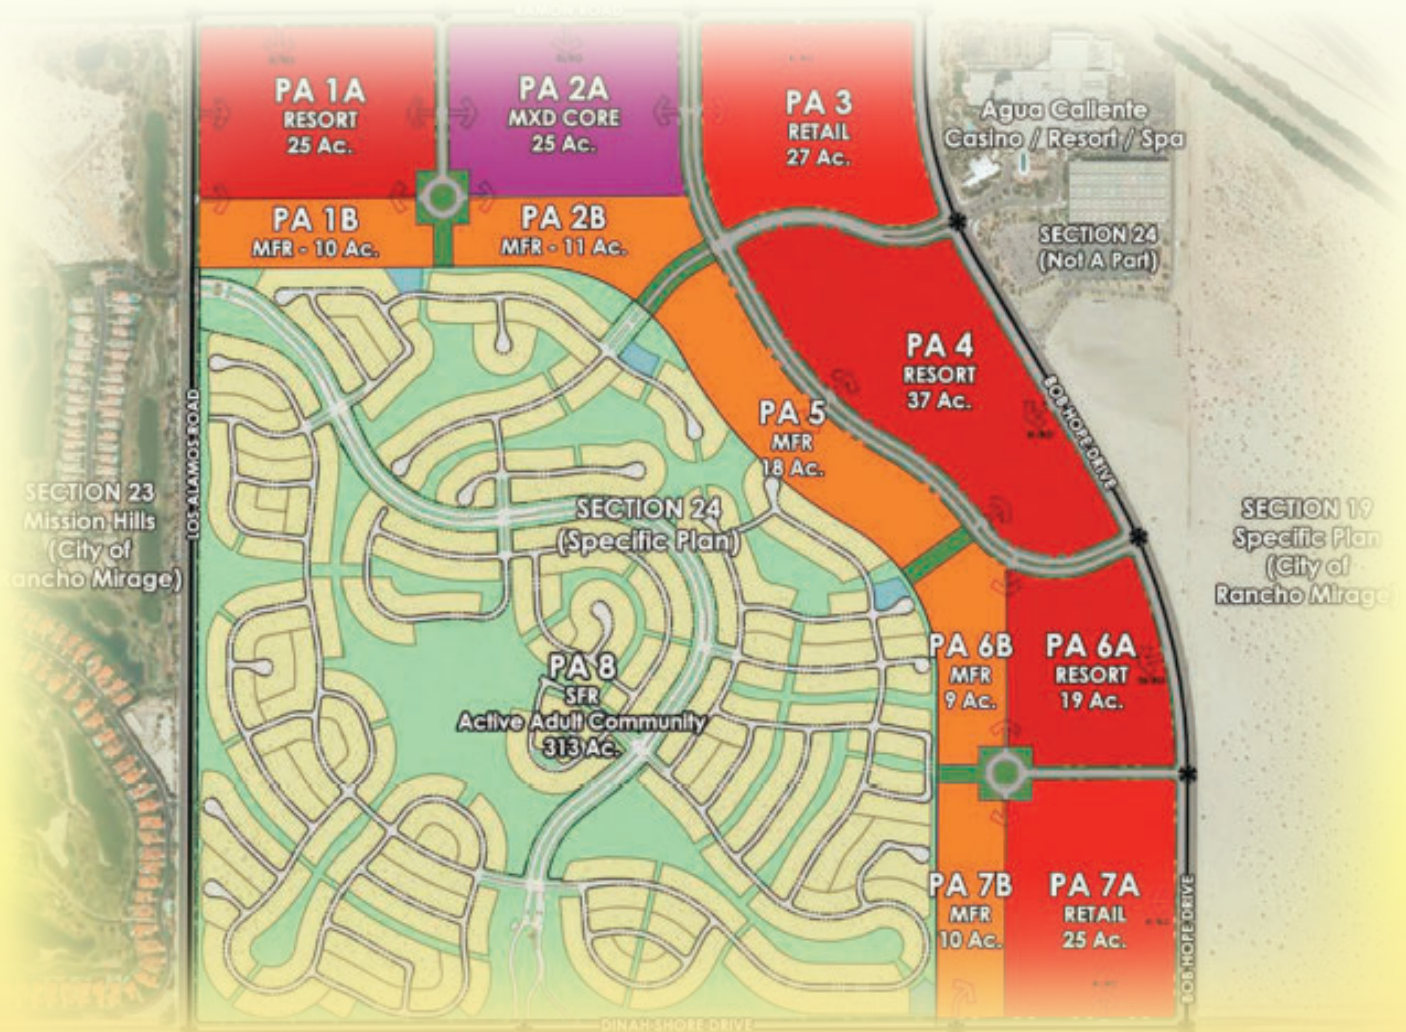 RAMON ROAD
PA 1A
RESORT
25 Ac.
PA 2A
MXD CORE
25 Ac.
PA 3
RETAIL
27 Ac.
Agua Caliente
Casino / Resort / Spa
PA 1B
MFR - 10 Ac.
PA 2B
MFR - 11 Ac.
SECTION 24
(Not A Part)
PA 4
RESORT
37 Ac.
BOB HOPE DRIVE
PA 5
MFR
18 Ac.
LOS ALAMOS ROAD
SECTION 23
Mission Hills
(City of
ancho Mirage)
SECTION 24
(Specific Plan)
SECTION 19
Specific Plan
(City of
Rancho Mirage
PA 8
SFR
Active Adult Community
313 Ac.
PA 6B
MFR
9 Ac.
PA 6A
RESORT
19 Ac.
PA 7B
MFR
10 Ac.
PA 7A
RETAIL
25 Ac.
BOB HOPE DRIVE
DINAH SHORE DRIVE